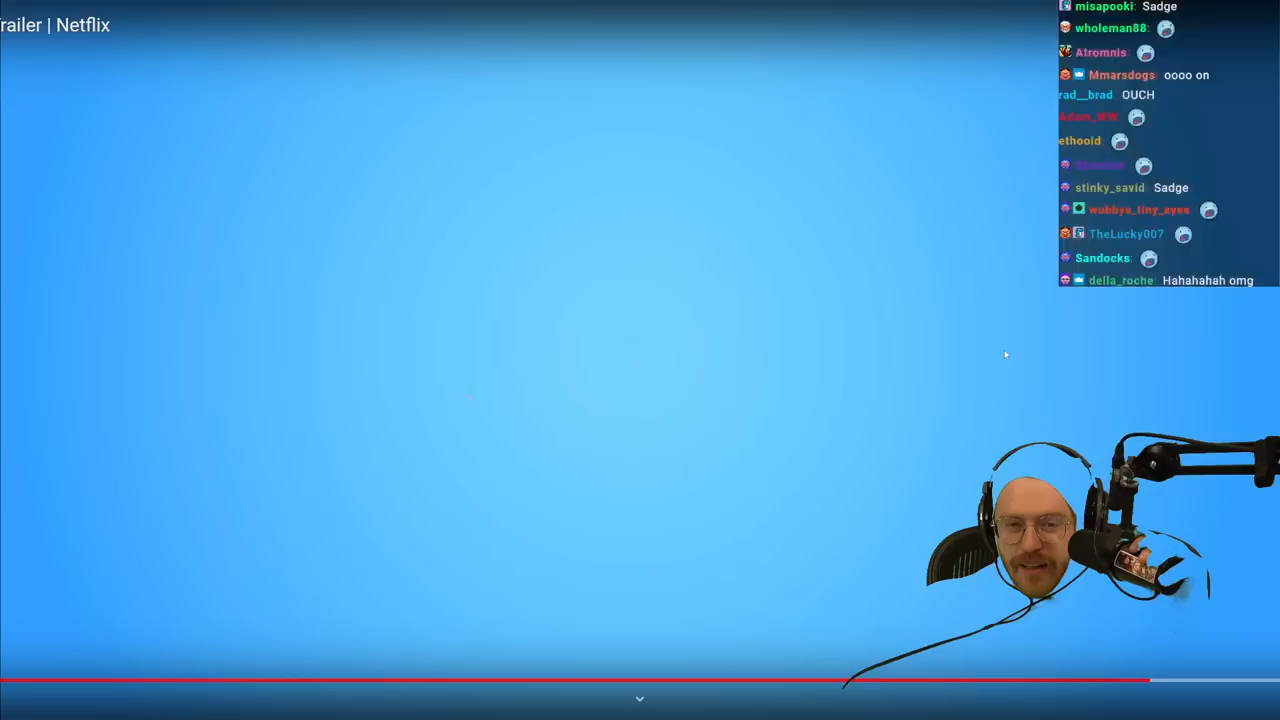 railer | Netflix
misapooki: Sadge
wholeman88:
Atromnis:
Mmarsdogs: oooo on
rad__brad: OUCH
Adam_WW:
ethooid:
stinky_savid: Sadge
wubbys_tiny_eyes:
TheLucky007:
Sandocks:
della_roche: Hahahahah omg